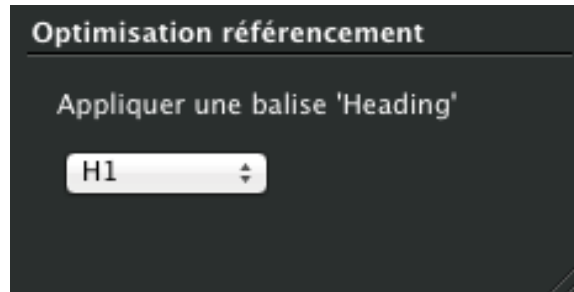 Optimisation référencement
Appliquer une balise 'Heading'
H1